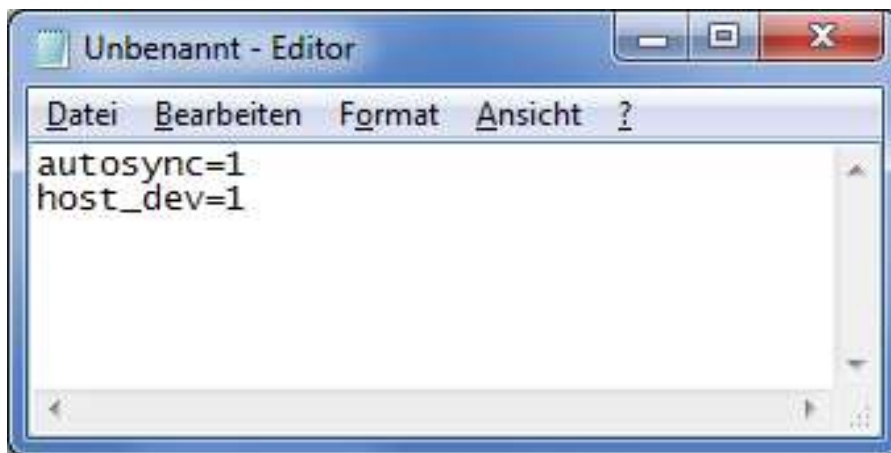 Unbenannt - Editor
Datei Bearbeiten Format Ansicht ?
autosync=1
host_dev=1